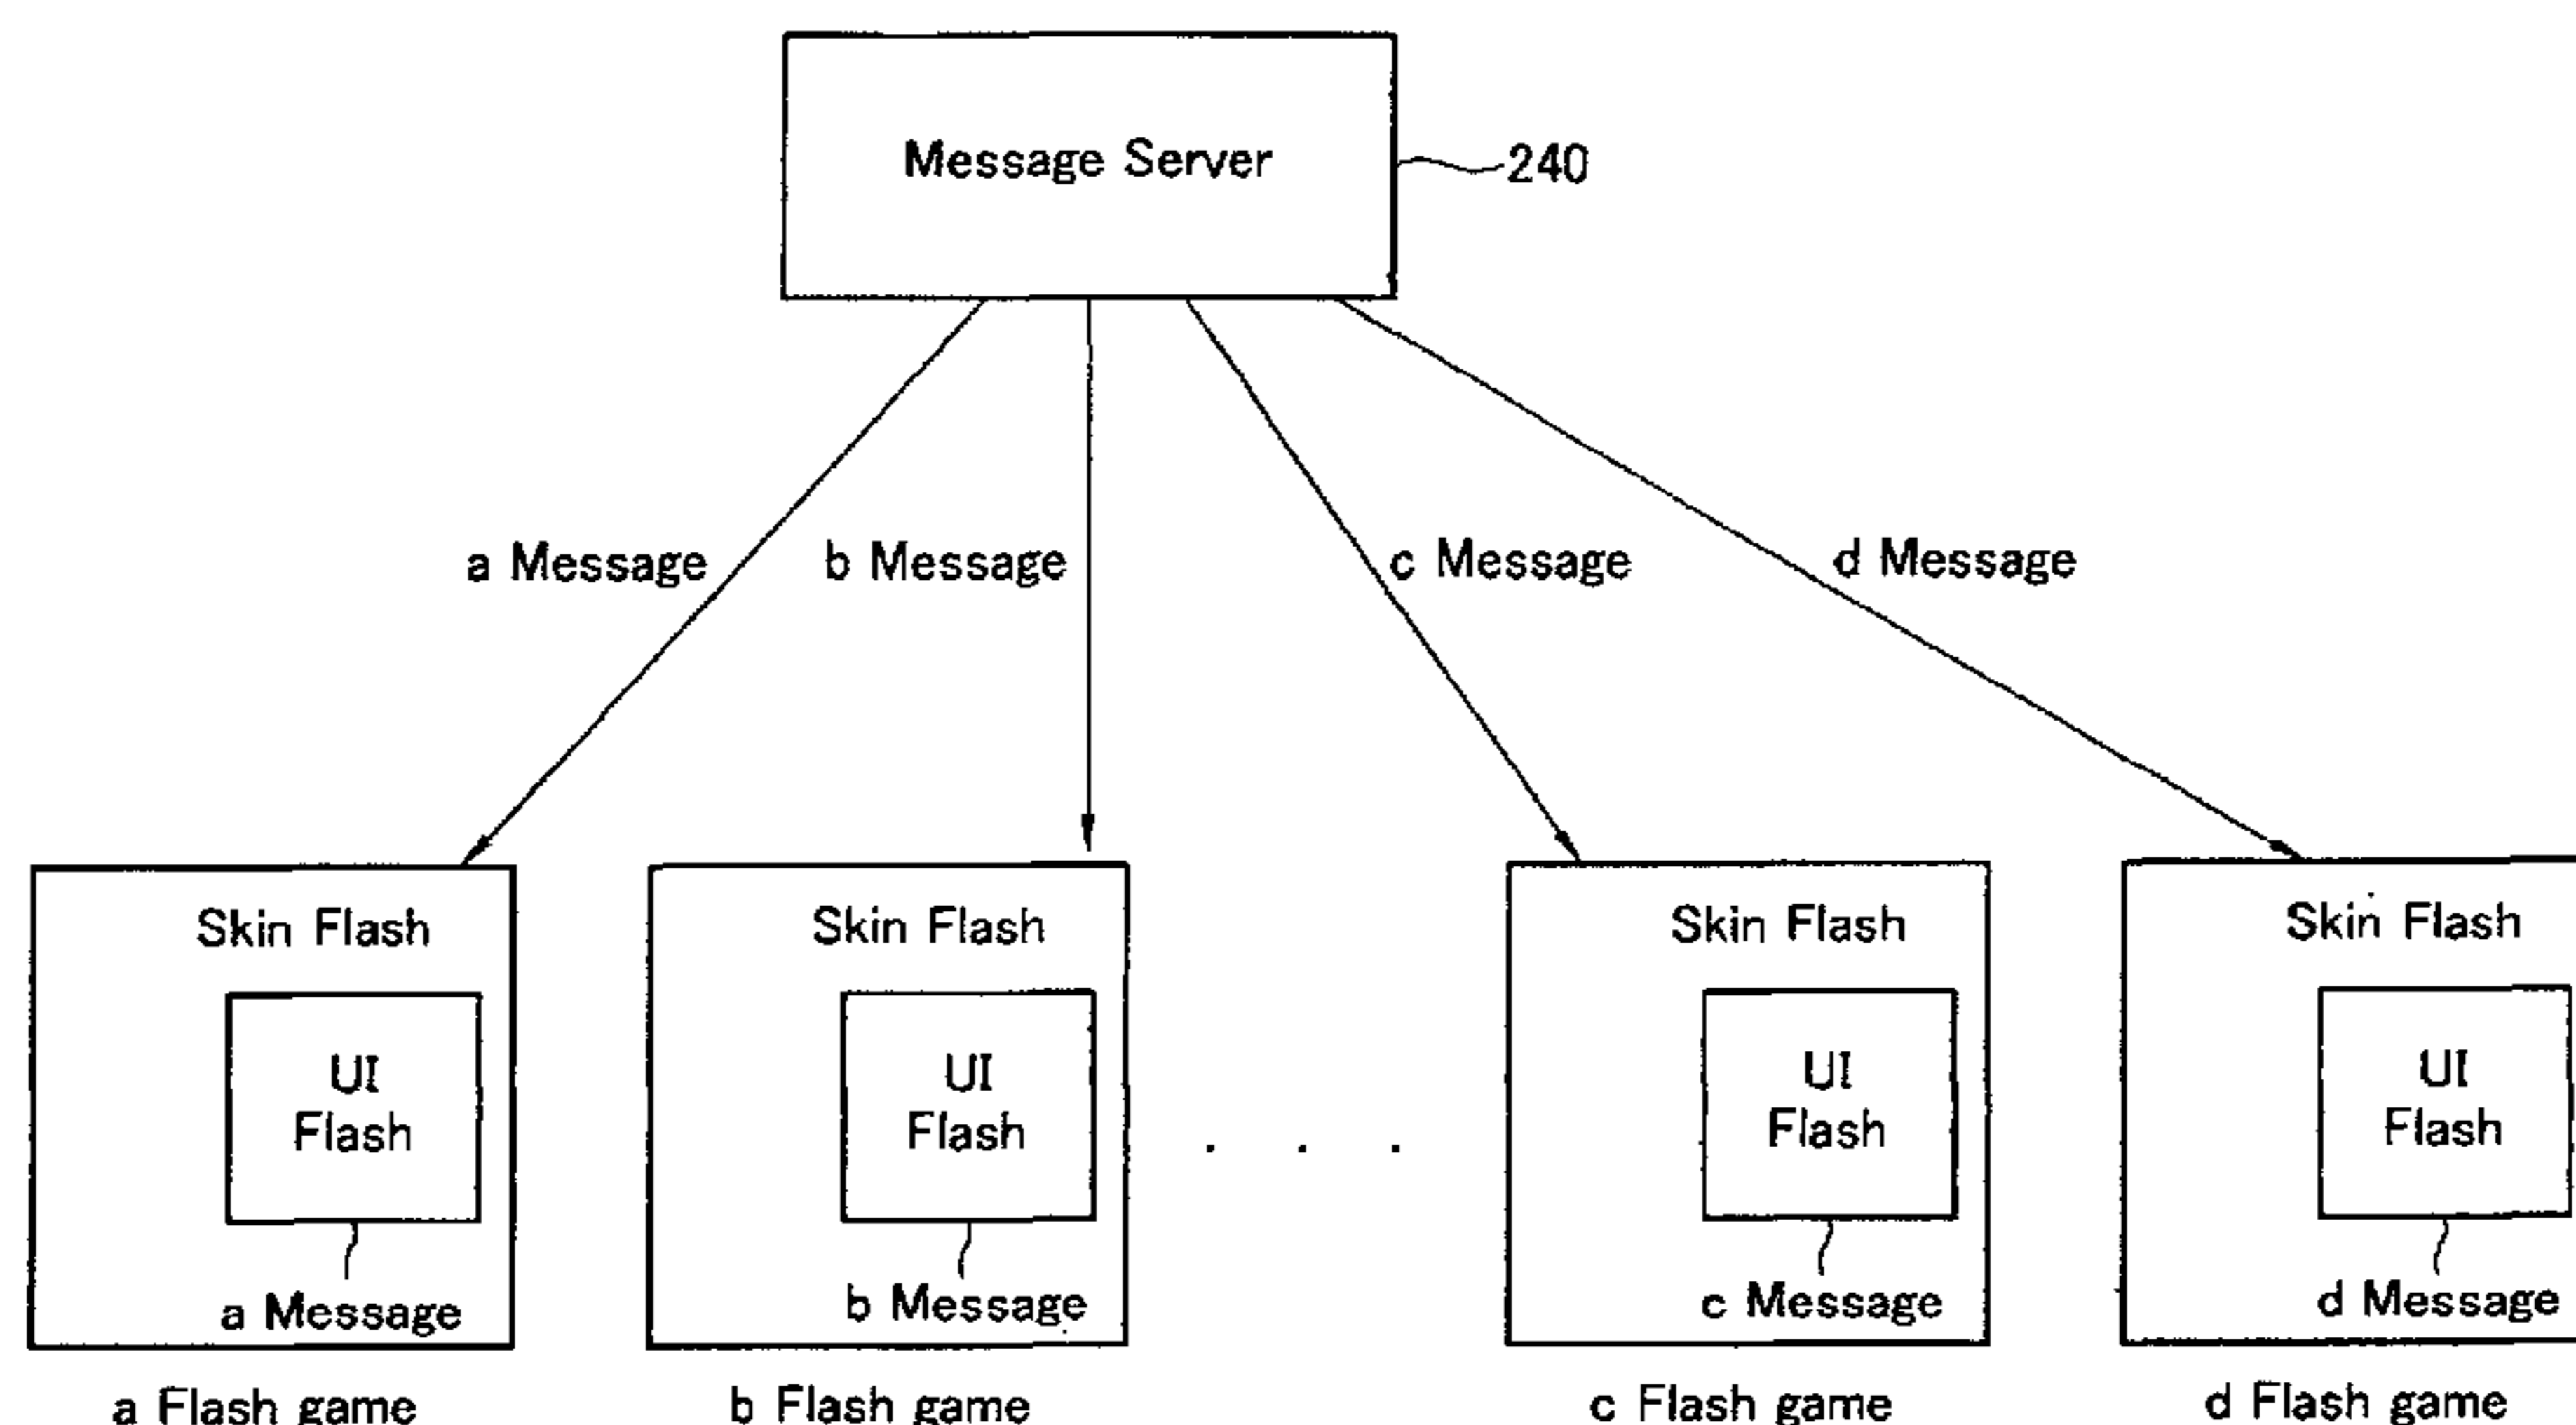 Message Server
240
a Message
b Message
c Message
d Message
Skin Flash
Skin Flash
Skin Flash
Skin Flash
UI
Flash
UI
Flash
UI
Flash
UI
Flash
a Message
b Message
c Message
d Message
a Flash game
b Flash game
c Flash game
d Flash game